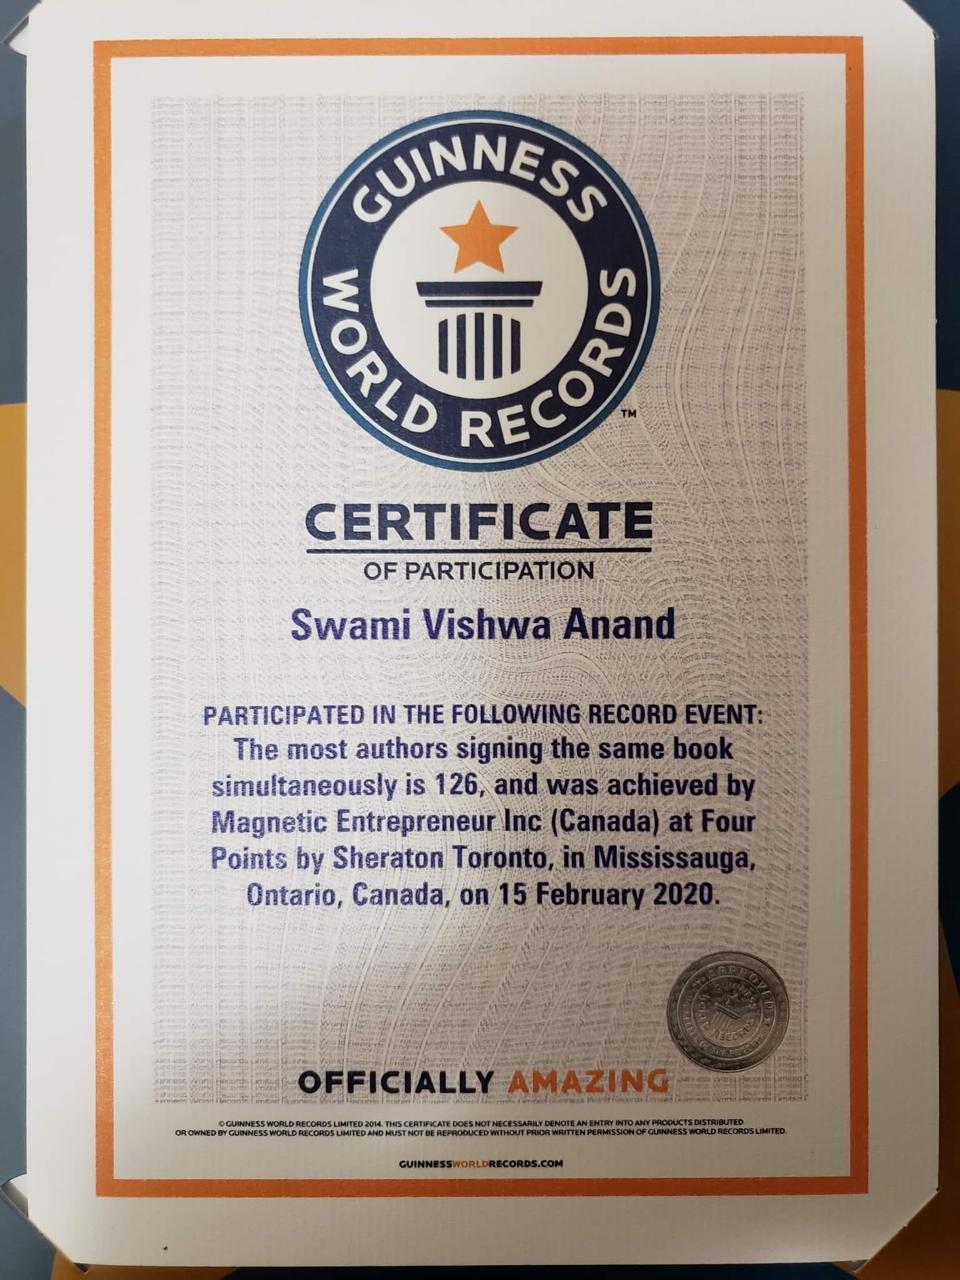 GUINNESS
WORLD RECORDS
™
CERTIFICATE
OF PARTICIPATION
Swami Vishwa Anand
PARTICIPATED IN THE FOLLOWING RECORD EVENT:
The most authors signing the same book
simultaneously is 126, and was achieved by
Magnetic Entrepreneur Inc (Canada) at Four
Points by Sheraton Toronto, in Mississauga,
Ontario, Canada, on 15 February 2020.
APPROVED
RECORDS
OFFICIALLY AMAZING
© GUINNESS WORLD RECORDS LIMITED 2014. THIS CERTIFICATE DOES NOT NECESSARILY DENOTE AN ENTRY INTO ANY PRODUCTS DISTRIBUTED
OR OWNED BY GUINNESS WORLD RECORDS LIMITED AND MUST NOT BE REPRODUCED WITHOUT PRIOR WRITTEN PERMISSION OF GUINNESS WORLD RECORDS LIMITED.
GUINNESSWORLDRECORDS.COM